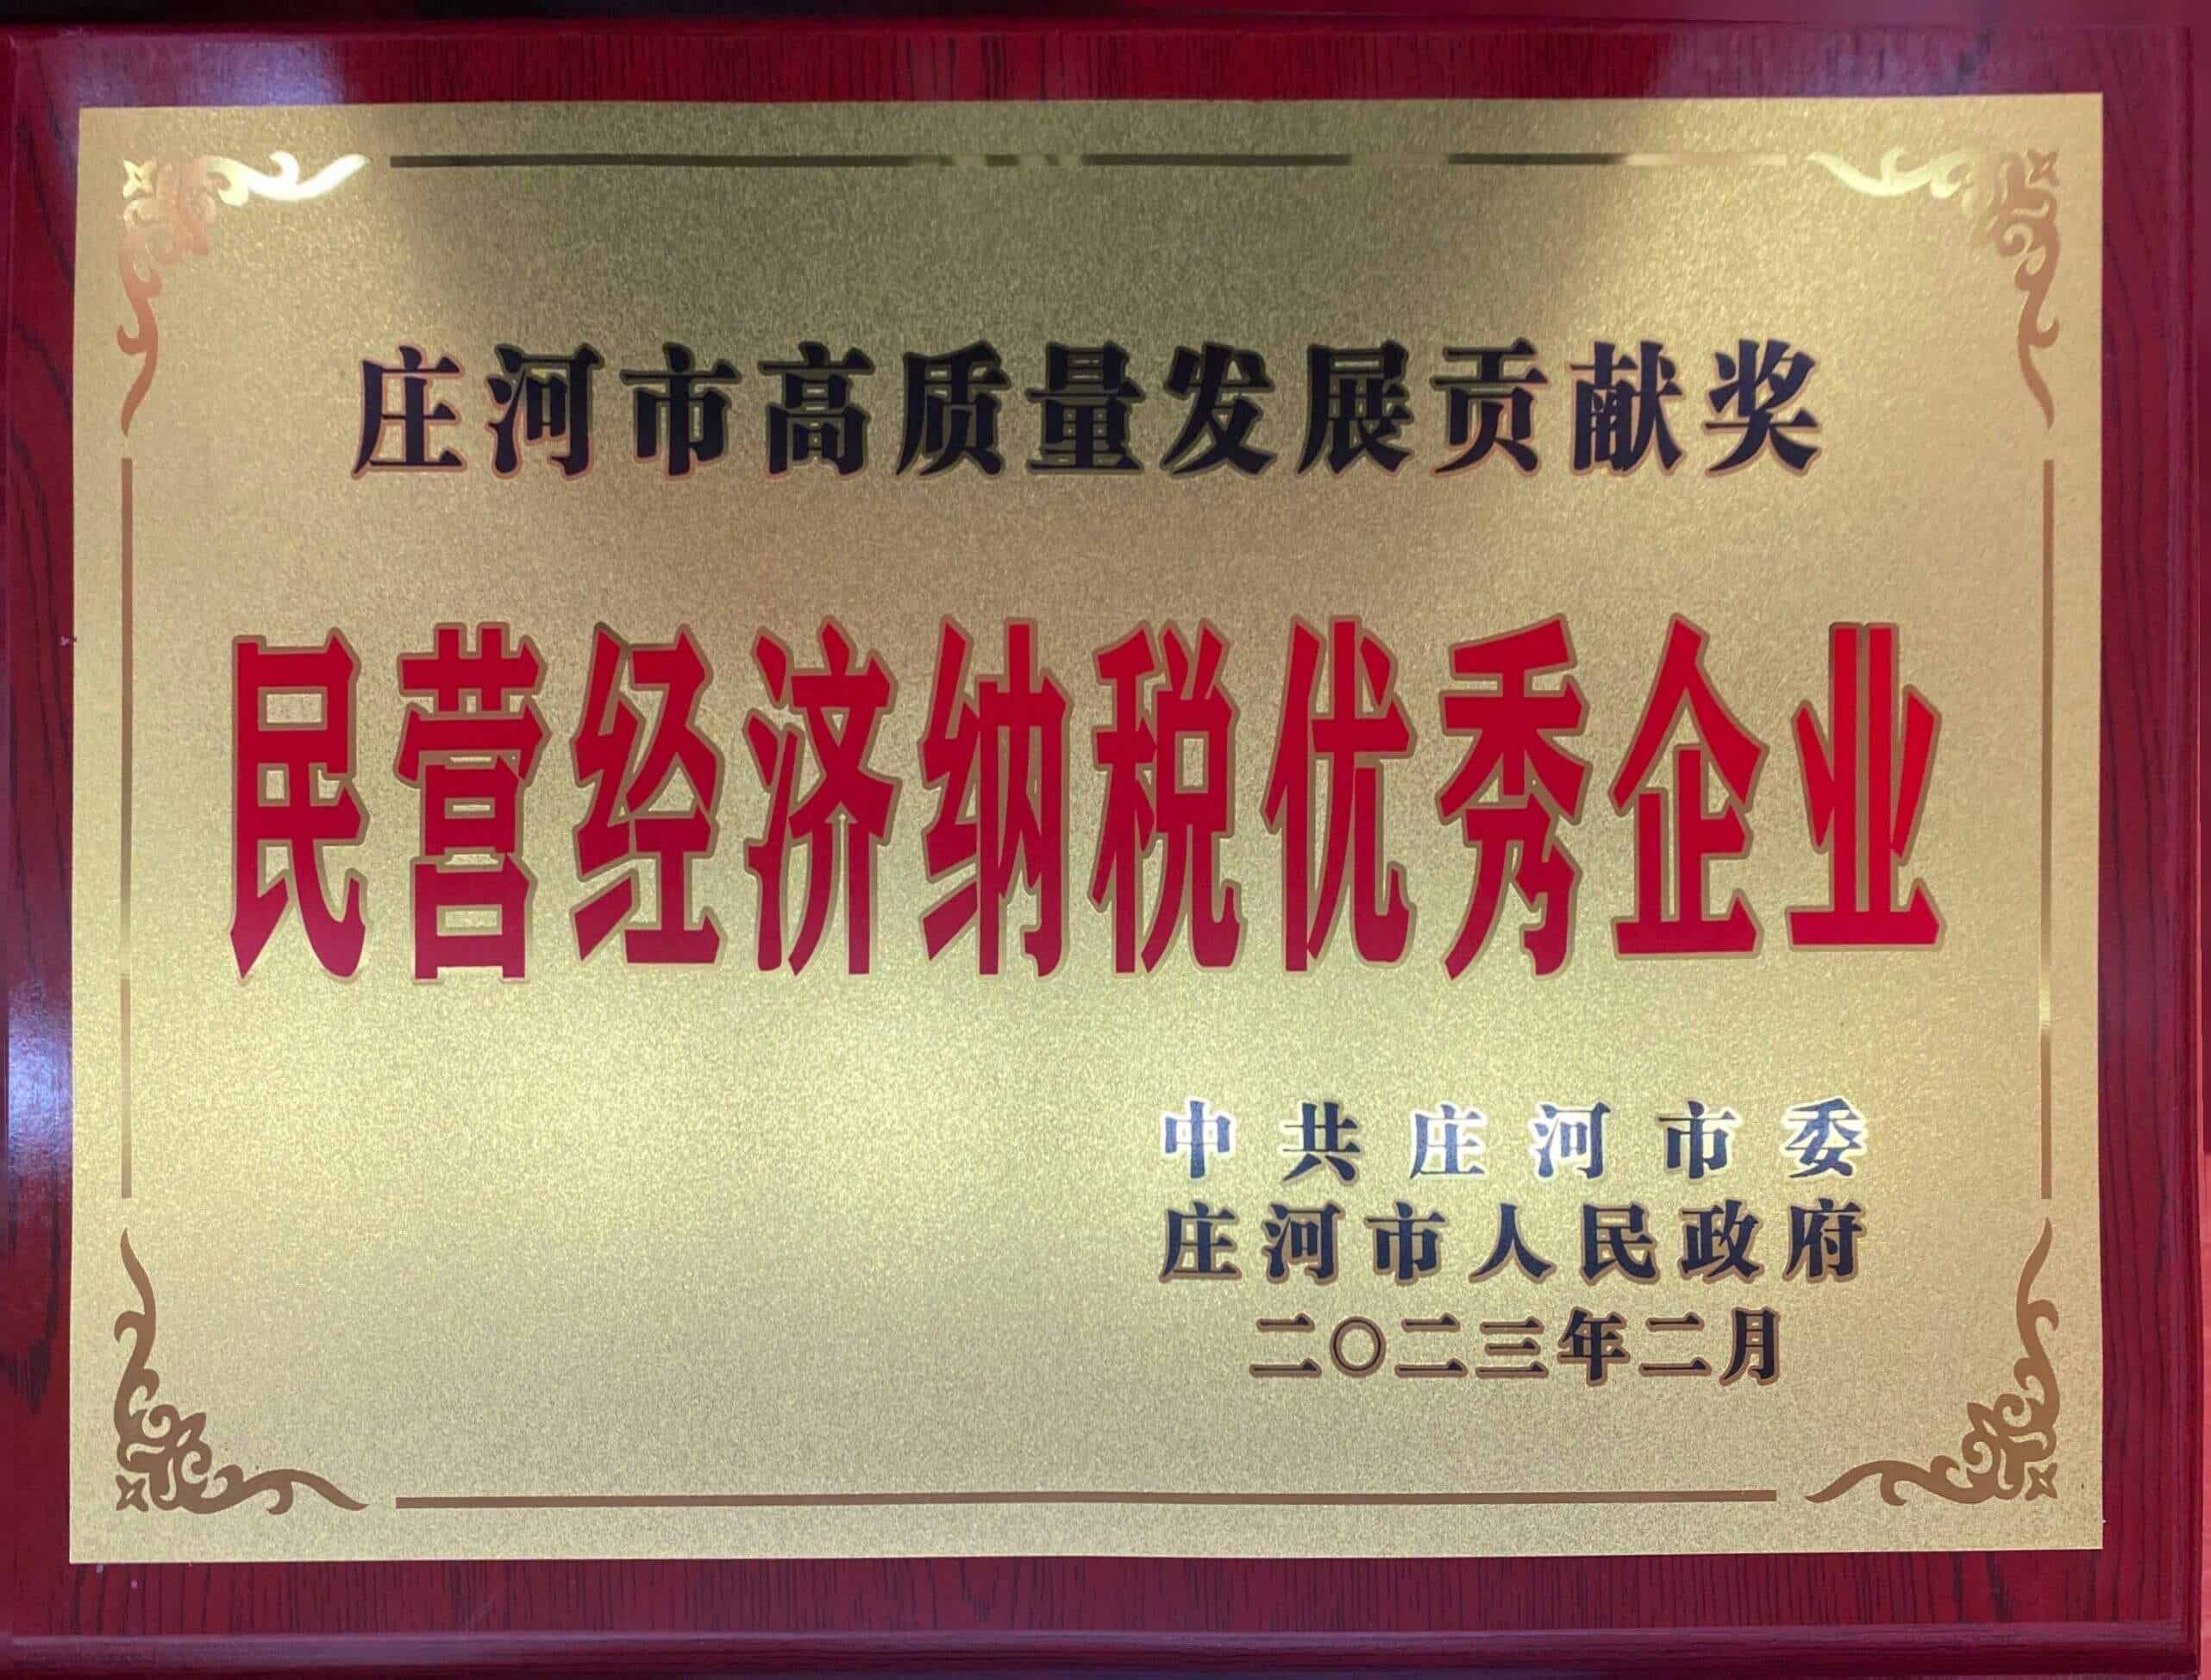 庄河市高质量发展贡献奖
民营经济纳税优秀企业
中共庄河市委
庄河市人民政府
二〇二三年二月